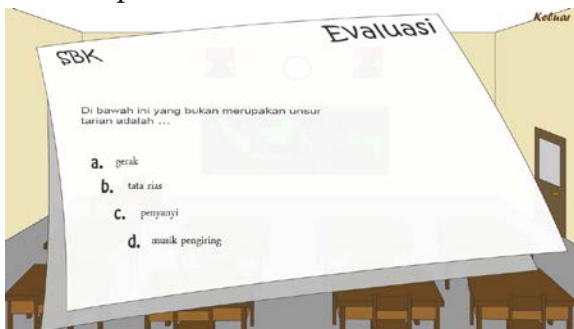 Keluar
SBK
Evaluasi
Di bawah ini yang bukan merupakan unsur
tarian adalah ...
a. gerak
b. tata rias
c. penyanyi
d. musik pengiring